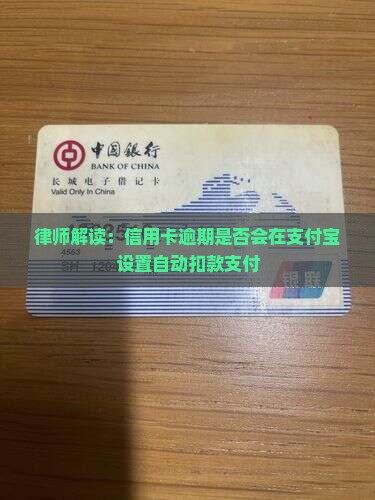 中国银行
BANK OF CHINA
长城电子借记卡
Valid Only In China
律师解读：信用卡逾期是否会在支付宝
设置自动扣款支付
4563
银联